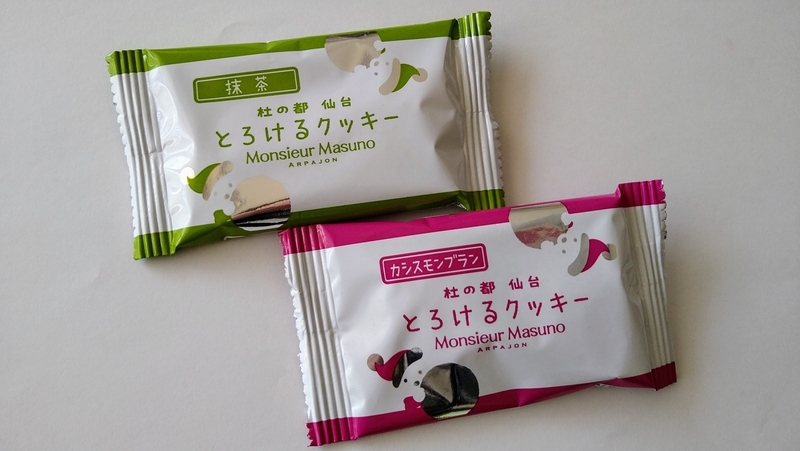 抹茶
杜の都 仙台
とろけるクッキー
Monsieur Masuno
ARPAJON
カシスモンブラン
杜の都 仙台
とろけるクッキー
Monsieur Masuno
ARPAJON